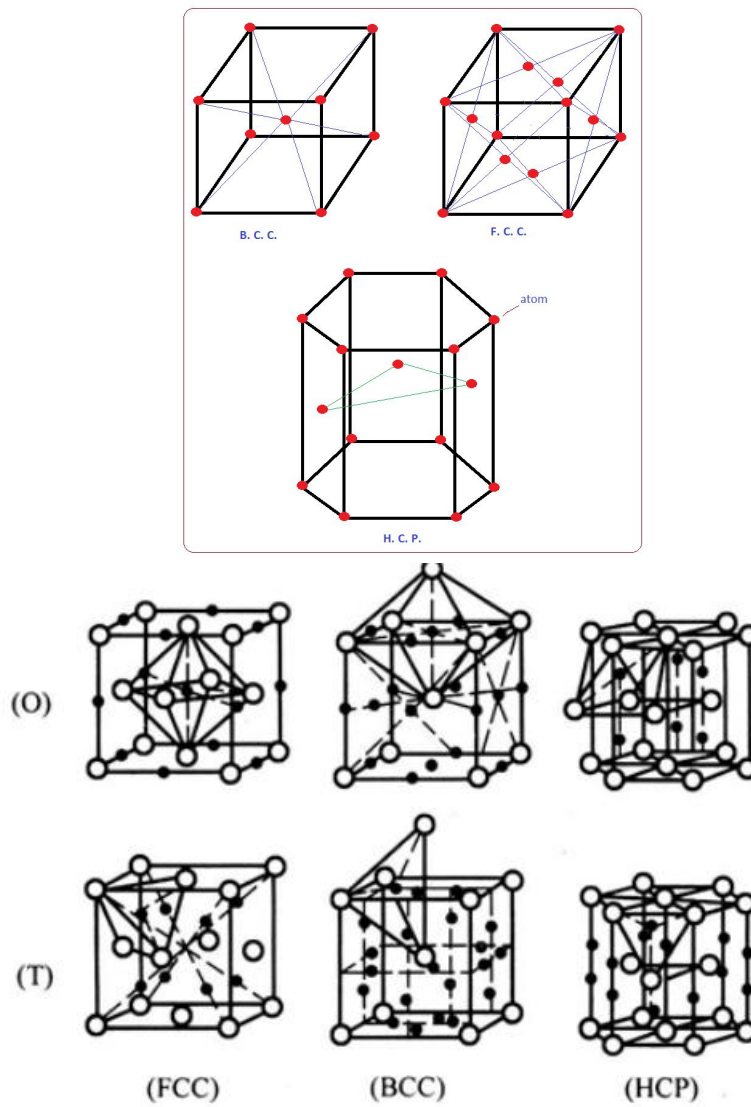 B. C. C.
F. C. C.
atom
H. C. P.
(O)
(T)
(FCC)
(BCC)
(HCP)